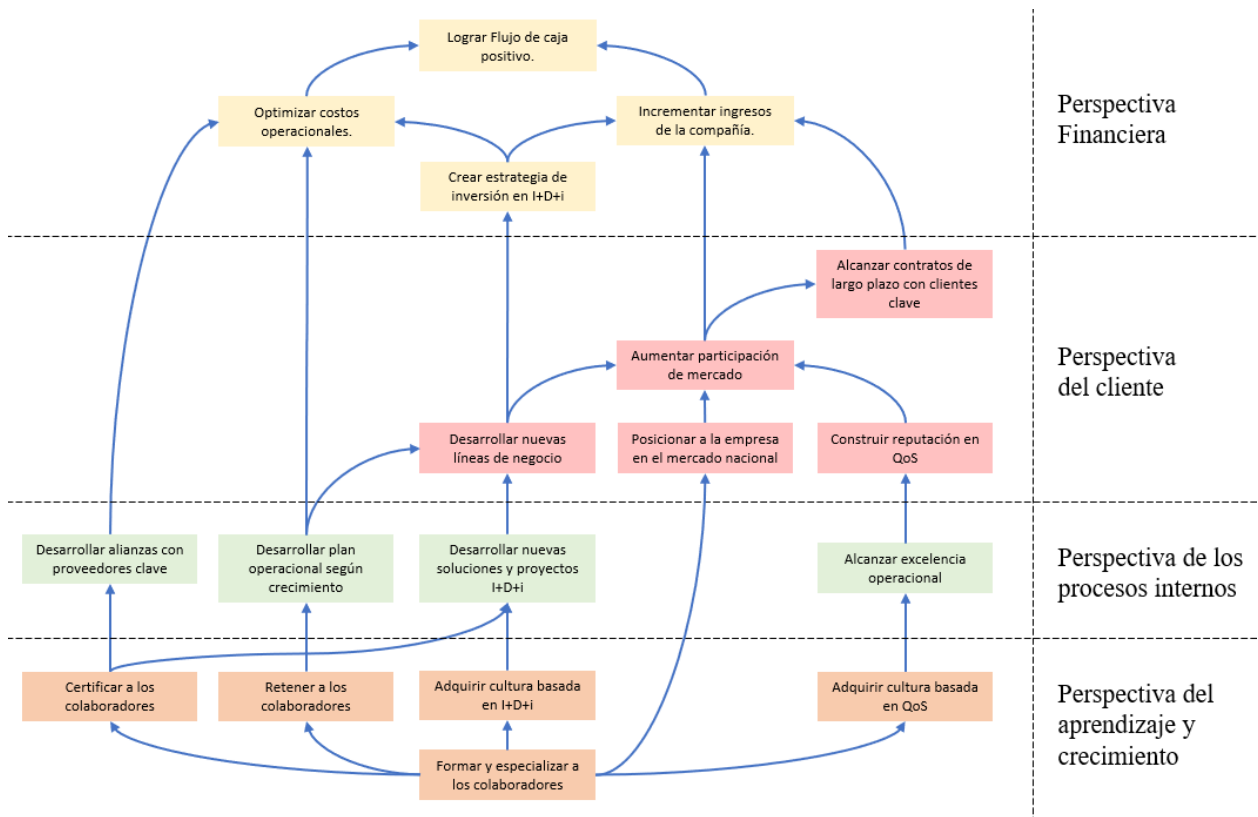 Lograr Flujo de caja
positivo.
Optimizar costos
operacionales.
Incrementar ingresos
de la compañía.
Crear estrategia de
inversión en I+D+i
Perspectiva
Financiera
Alcanzar contratos de
largo plazo con clientes
clave
Aumentar participación
de mercado
Desarrollar nuevas
líneas de negocio
Posicionar a la empresa
en el mercado nacional
Construir reputación en
QoS
Perspectiva
del cliente
Desarrollar alianzas con
proveedores clave
Desarrollar plan
operacional según
crecimiento
Desarrollar nuevas
soluciones y proyectos
I+D+i
Alcanzar excelencia
operacional
Perspectiva de los
procesos internos
Certificar a los
colaboradores
Retener a los
colaboradores
Adquirir cultura basada
en I+D+i
Adquirir cultura basada
en QoS
Formar y especializar a
los colaboradores
Perspectiva del
aprendizaje y
crecimiento